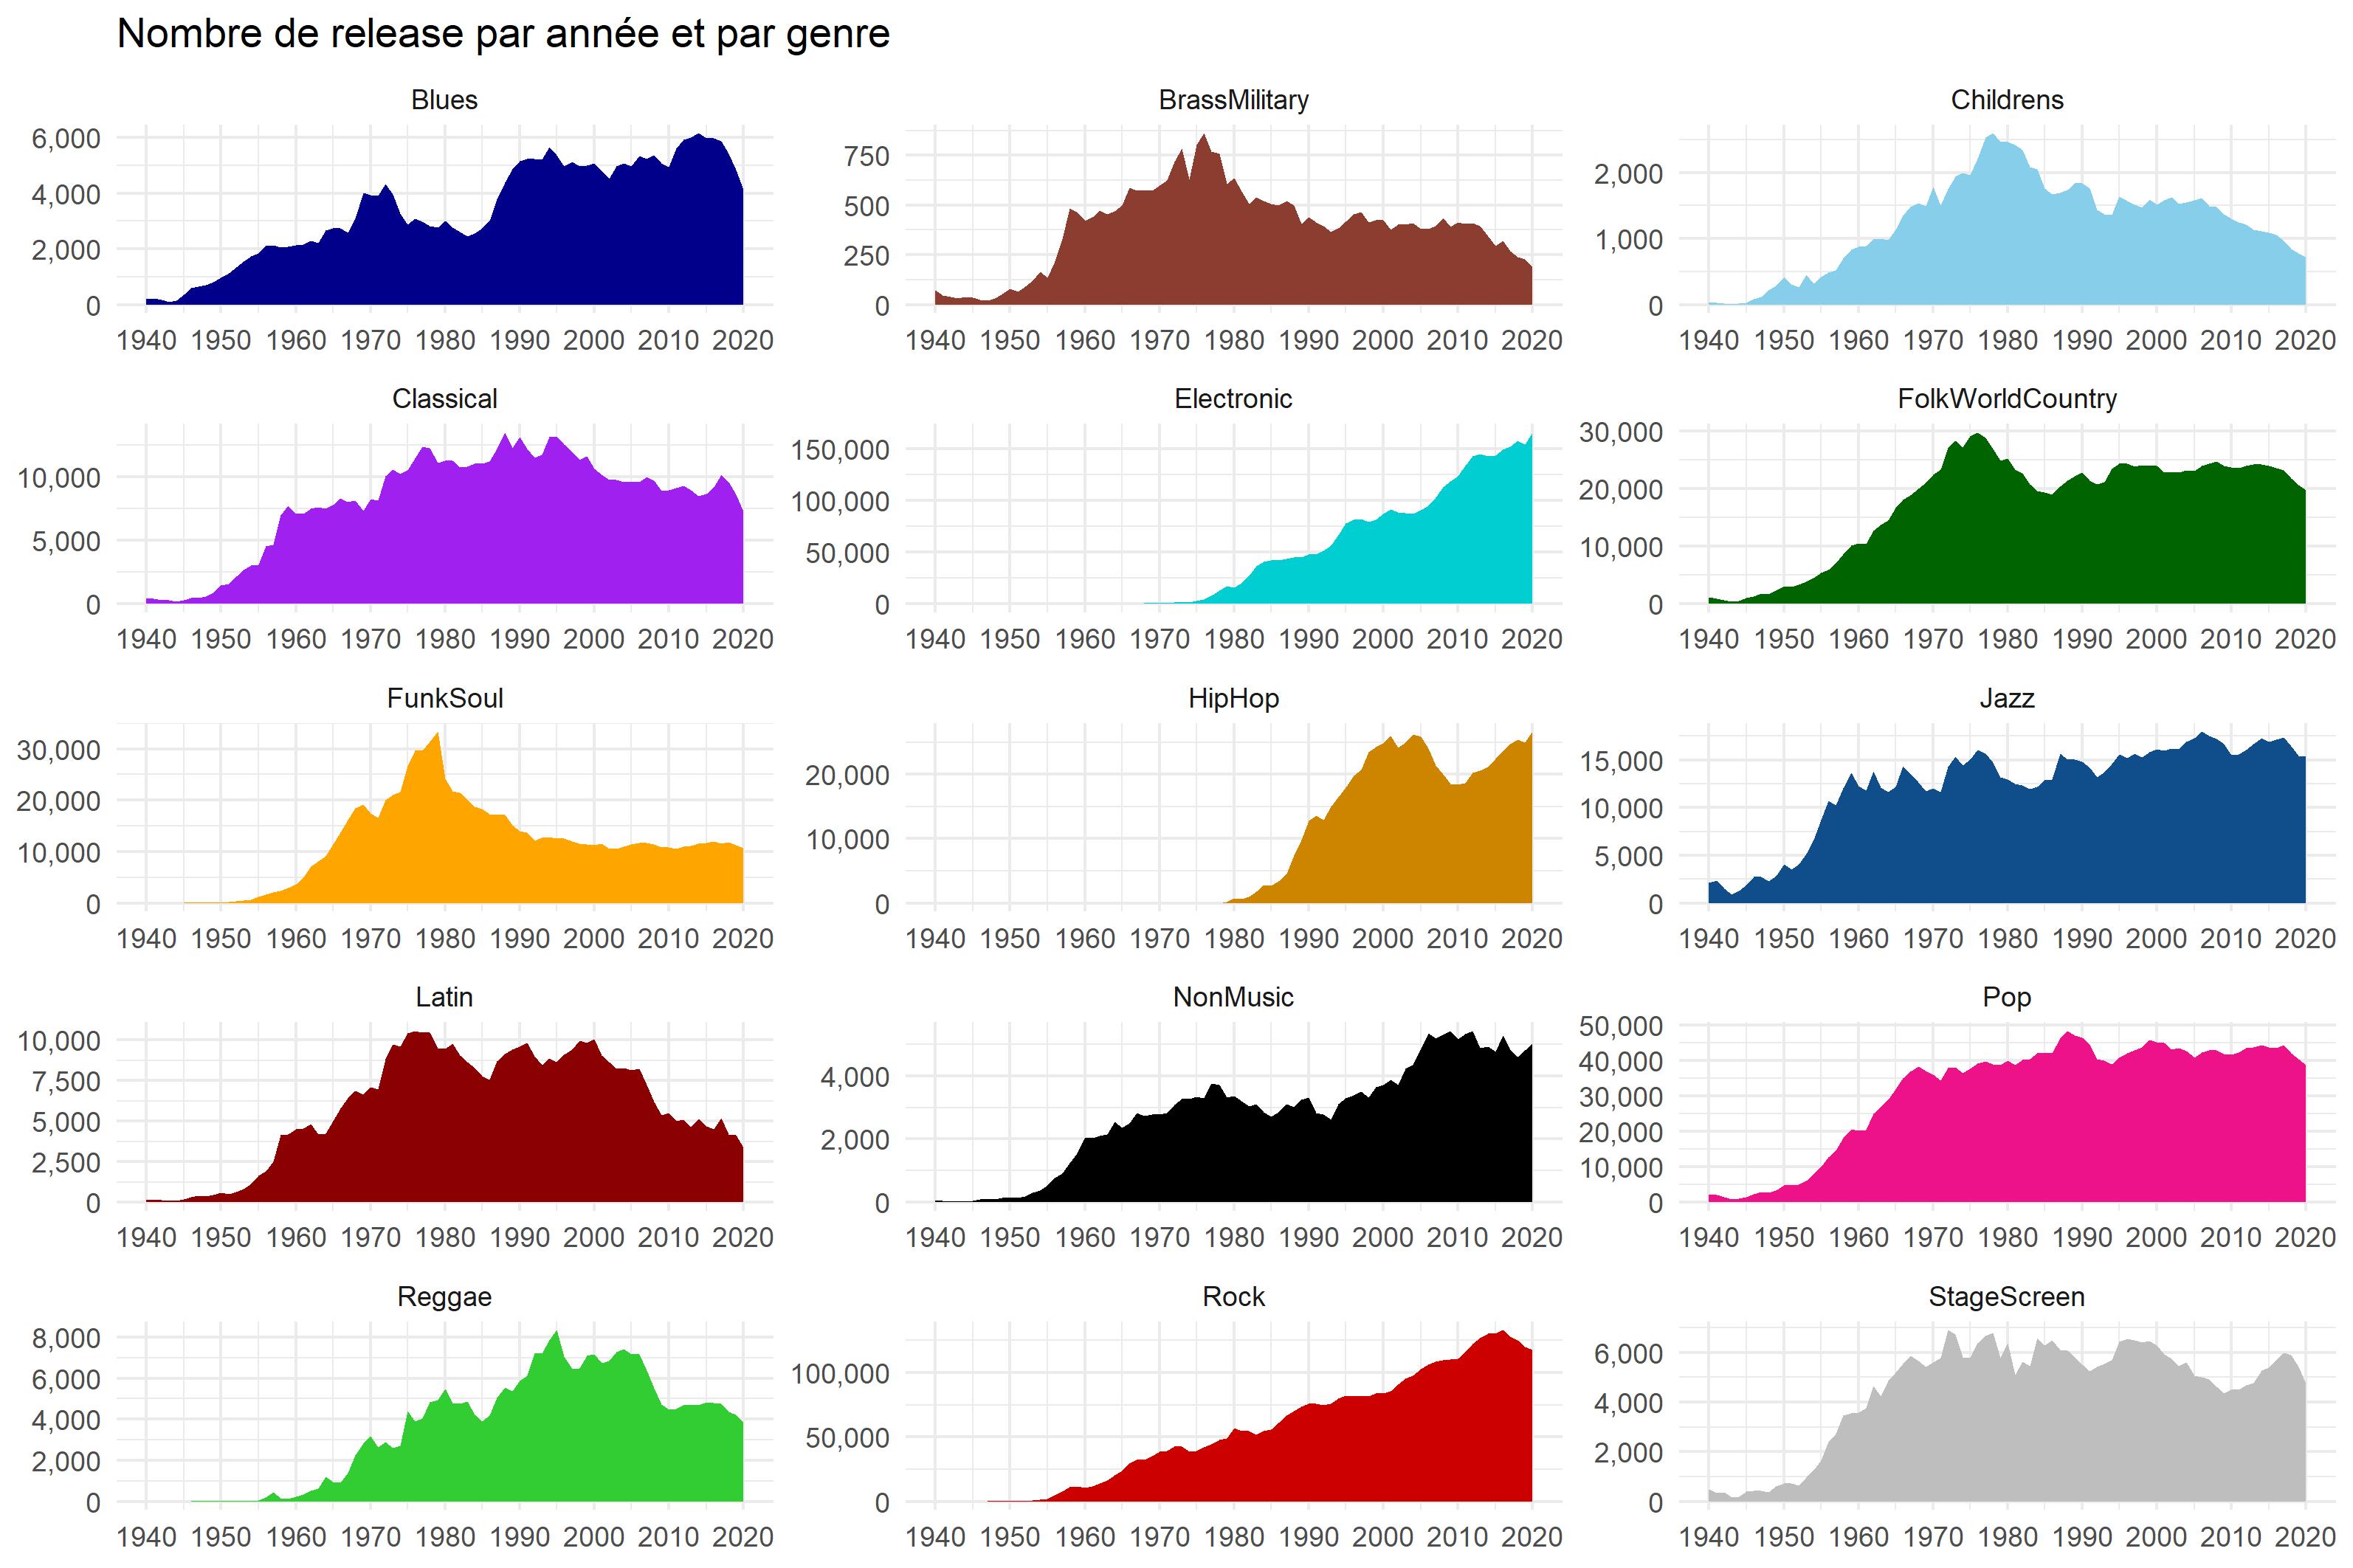 Nombre de release par année et par genre
Blues
BrassMilitary
Childrens
6,000
4,000
2,000
0
750
500
250
0
2,000
1,000
0
1940 1950 1960 1970 1980 1990 2000 2010 2020
1940 1950 1960 1970 1980 1990 2000 2010 2020
1940 1950 1960 1970 1980 1990 2000 2010 2020
Classical
Electronic
FolkWorldCountry
10,000
5,000
0
150,000
100,000
50,000
0
30,000
20,000
10,000
0
1940 1950 1960 1970 1980 1990 2000 2010 2020
1940 1950 1960 1970 1980 1990 2000 2010 2020
1940 1950 1960 1970 1980 1990 2000 2010 2020
FunkSoul
HipHop
Jazz
30,000
20,000
10,000
0
20,000
10,000
0
15,000
10,000
5,000
0
1940 1950 1960 1970 1980 1990 2000 2010 2020
1940 1950 1960 1970 1980 1990 2000 2010 2020
1940 1950 1960 1970 1980 1990 2000 2010 2020
Latin
NonMusic
Pop
10,000
7,500
5,000
2,500
0
4,000
2,000
0
50,000
40,000
30,000
20,000
10,000
0
1940 1950 1960 1970 1980 1990 2000 2010 2020
1940 1950 1960 1970 1980 1990 2000 2010 2020
1940 1950 1960 1970 1980 1990 2000 2010 2020
Reggae
Rock
StageScreen
8,000
6,000
4,000
2,000
0
100,000
50,000
0
6,000
4,000
2,000
0
1940 1950 1960 1970 1980 1990 2000 2010 2020
1940 1950 1960 1970 1980 1990 2000 2010 2020
1940 1950 1960 1970 1980 1990 2000 2010 2020